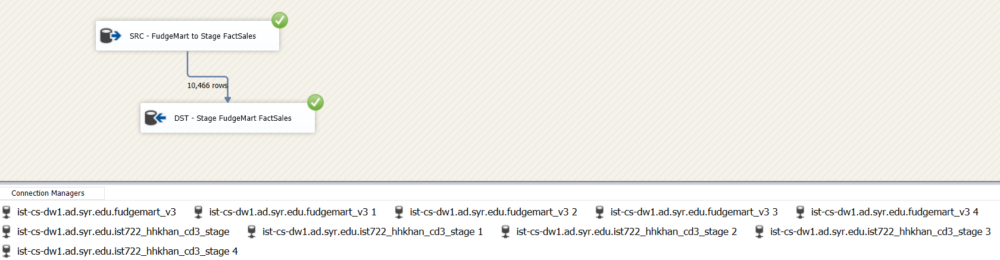 SRC - FudgeMart to Stage FactSales
10,466 rows
DST - Stage FudgeMart FactSales
Connection Managers
ist-cs-dw1.ad.syr.edu.fudgemart_v3 ist-cs-dw1.ad.syr.edu.fudgemart_v3 1 ist-cs-dw1.ad.syr.edu.fudgemart_v3 2 ist-cs-dw1.ad.syr.edu.fudgemart_v3 3 ist-cs-dw1.ad.syr.edu.fudgemart_v3 4
ist-cs-dw1.ad.syr.edu.ist722_hhkhan_cd3_stage ist-cs-dw1.ad.syr.edu.ist722_hhkhan_cd3_stage 1 ist-cs-dw1.ad.syr.edu.ist722_hhkhan_cd3_stage 2 ist-cs-dw1.ad.syr.edu.ist722_hhkhan_cd3_stage 3
ist-cs-dw1.ad.syr.edu.ist722_hhkhan_cd3_stage 4